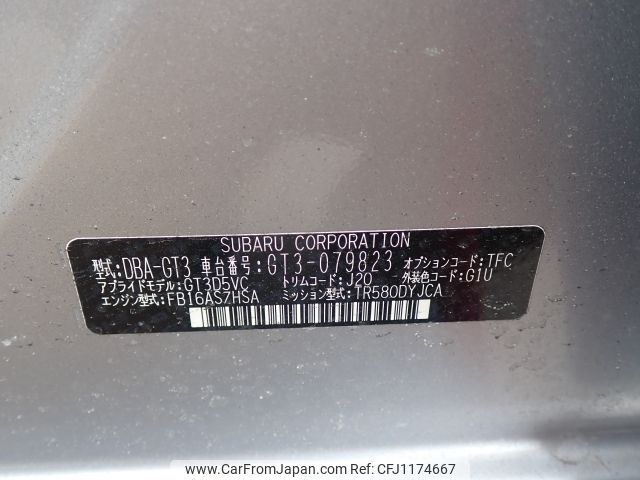 SUBARU CORPORATION
型式:DBA-GT3 車台番号:GT3-079823 オプションコード:TFC
アプライドモデル:GT3D5VC トリムコード:J20 外装色コード:G1U
エンジン型式:FB16AS7HSA ミッション型式:TR580DYJCA
© car from japan www.CarFromJapan.com - CFJ1174667